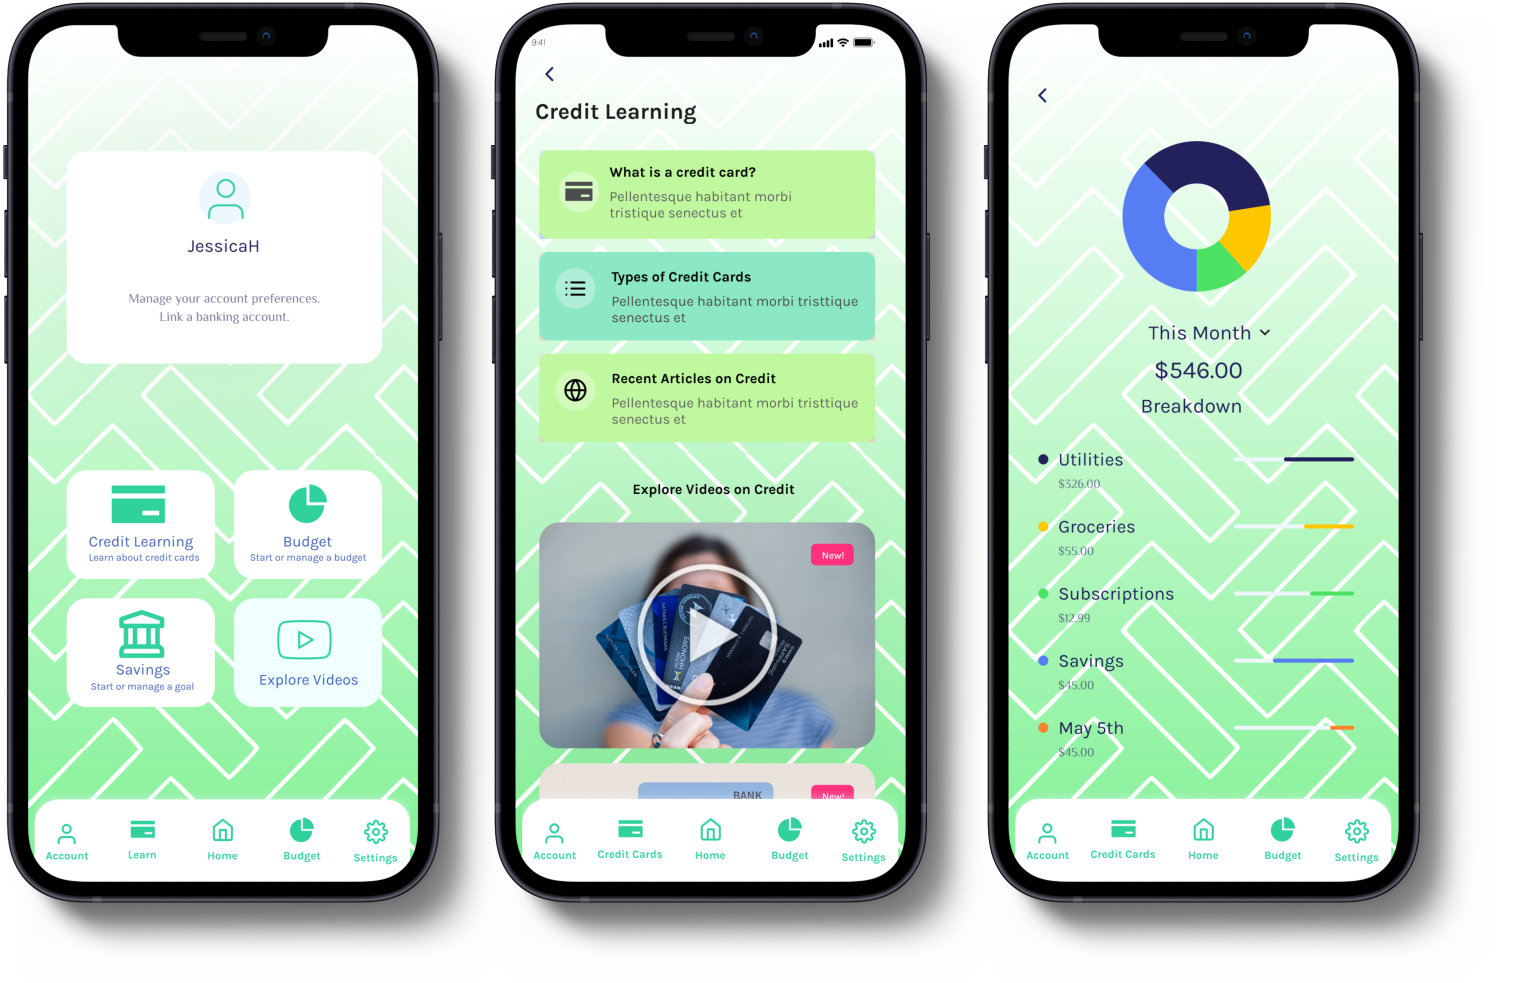 JessicaH
Manage your account preferences.
Link a banking account.
Credit Learning
Learn about credit cards
Budget
Start or manage a budget
Savings
Start or manage a goal
Explore Videos
Account
Learn
Home
Budget
Settings
9:41
Credit Learning
What is a credit card?
Pellentesque habitant morbi
tristique senectus et
Types of Credit Cards
Pellentesque habitant morbi tristtique
senectus et
Recent Articles on Credit
Pellentesque habitant morbi tristtique
senectus et
Explore Videos on Credit
New!
BANK
New!
Account
Credit Cards
Home
Budget
Settings
This Month
$546.00
Breakdown
Utilities
$326.00
Groceries
$55.00
Subscriptions
$12.99
Savings
$45.00
May 5th
$45.00
Account
Credit Cards
Home
Budget
Settings